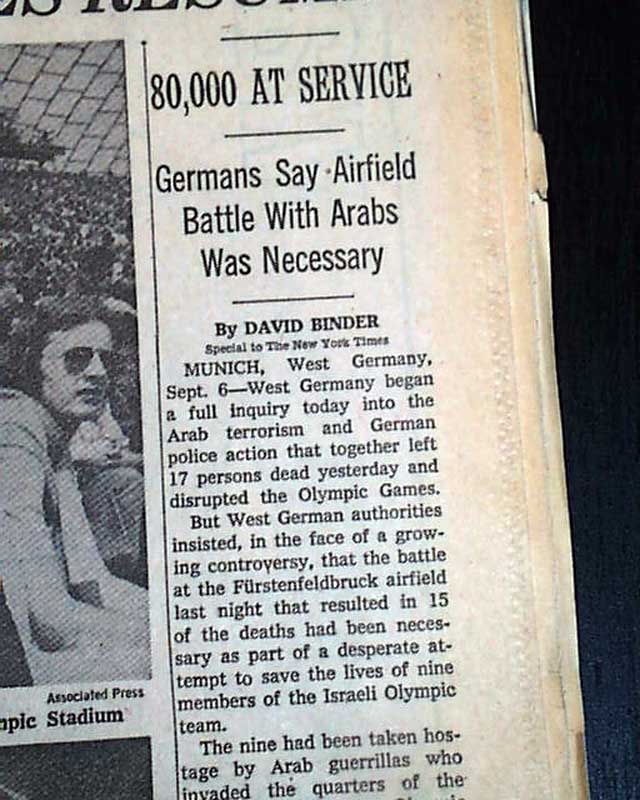 80,000 AT SERVICE
Germans Say Airfield
Battle With Arabs
Was Necessary
By DAVID BINDER
Special to The New York Times
MUNICH, West Germany,
Sept. 6—West Germany began
a full inquiry today into the
Arab terrorism and German
police action that together left
17 persons dead yesterday and
disrupted the Olympic Games.
But West German authorities
insisted, in the face of a grow-
ing controversy, that the battle
at the Fürstenfeldbruck airfield
last night that resulted in 15
of the deaths had been neces-
sary as part of a desperate at-
tempt to save the lives of nine
members of the Israeli Olympic
team.
The nine had been taken hos-
tage by Arab guerrillas who
invaded the quarters of the
Associated Press
mpic Stadium